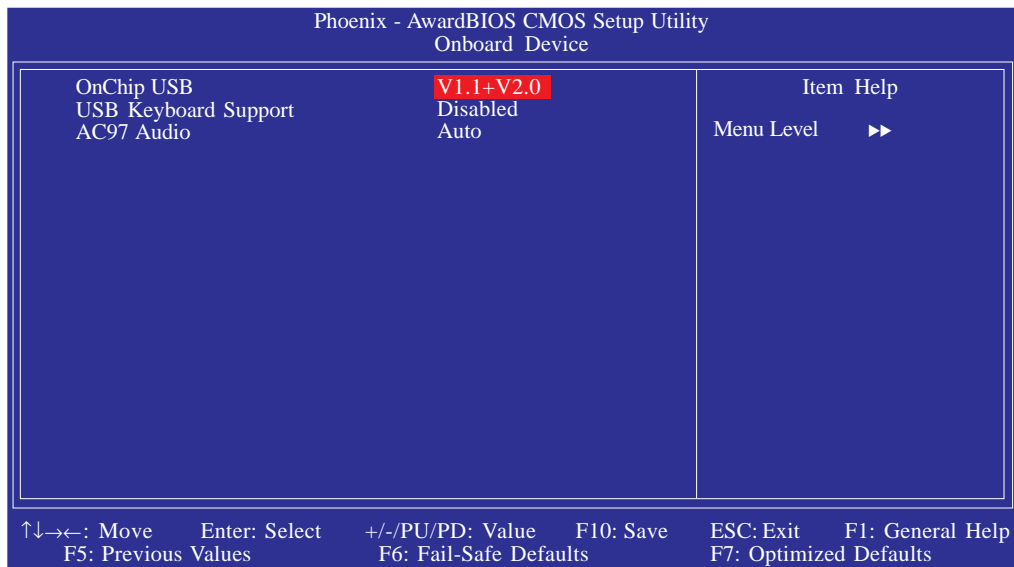 Phoenix - AwardBIOS CMOS Setup Utility
Onboard Device
OnChip USB V1.1+V2.0
USB Keyboard Support Disabled
AC97 Audio Auto
Item Help
Menu Level ▶▶
↑↓→←: Move Enter: Select +/-/PU/PD: Value F10: Save ESC: Exit F1: General Help
F5: Previous Values F6: Fail-Safe Defaults F7: Optimized Defaults